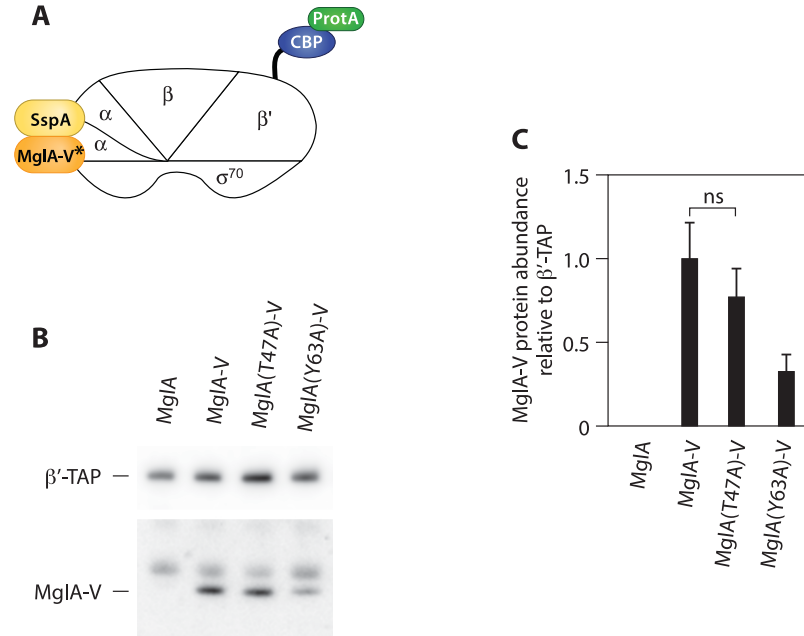 A
ProtA
CBP
SspA
MglA-V*
α
α
β
β'
σ70
B
MglA
MglA-V
MglA(T47A)-V
MglA(Y63A)-V
β′-TAP
MglA-V
C
MglA-V protein abundance
relative to β′-TAP
1.5
1.0
0.5
0
ns
MglA
MglA-V
MglA(T47A)-V
MglA(Y63A)-V